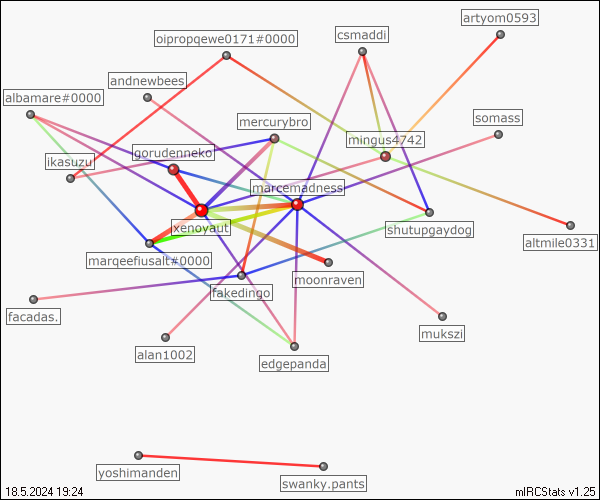 artyom0593
oipropqewe0171#0000
csmaddi
andnewbees
albamare#0000
somass
mercurybro
mingus4742
gorudenneko
ikasuzu
marcemadness
xenoyaut
shutupgaydog
altmile0331
marqeefiusalt#0000
moonraven
fakedingo
facadas.
mukszi
alan1002
edgepanda
yoshimanden
swanky.pants
18.5.2024 19:24
mIRCStats v1.25